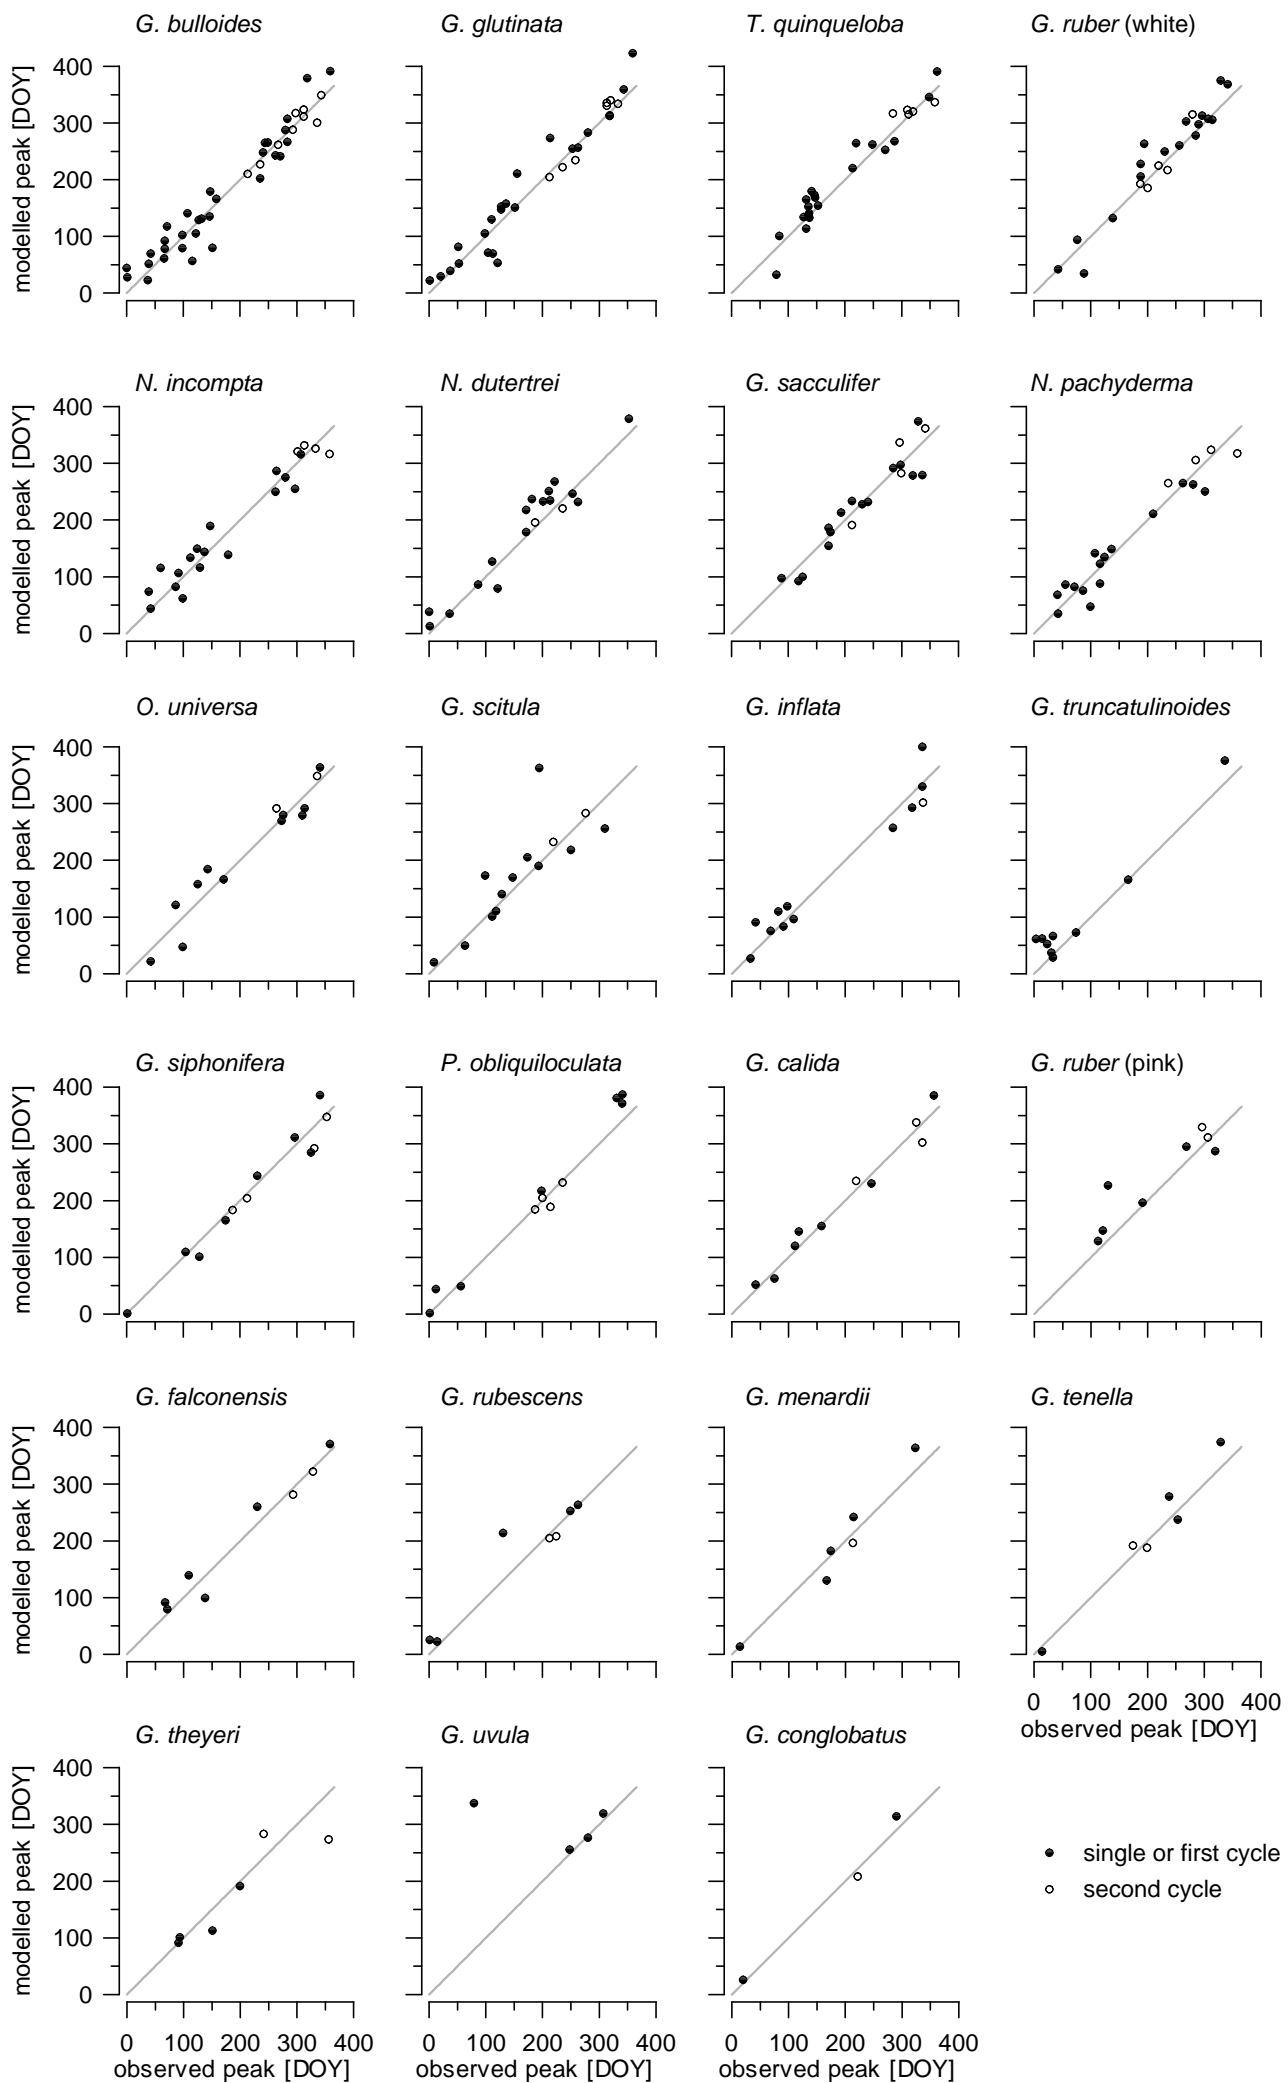 G. bulloides G. glutinata T. quinqueloba G. ruber (white)
modelled peak [DOY]
400
300
200
100
0
N. incompta N. dutertrei G. sacculifer N. pachyderma
modelled peak [DOY]
400
300
200
100
0
O. universa G. scitula G. inflata G. truncatulinoides
modelled peak [DOY]
400
300
200
100
0
G. siphonifera P. obliquiloculata G. calida G. ruber (pink)
modelled peak [DOY]
400
300
200
100
0
G. falconensis G. rubescens G. menardii G. tenella
modelled peak [DOY]
400
300
200
100
0
0 100 200 300 400
observed peak [DOY]
G. theyeri G. uvula G. conglobatus
modelled peak [DOY]
400
300
200
100
0
single or first cycle
second cycle
0 100 200 300 400 0 100 200 300 400 0 100 200 300 400
observed peak [DOY] observed peak [DOY] observed peak [DOY]